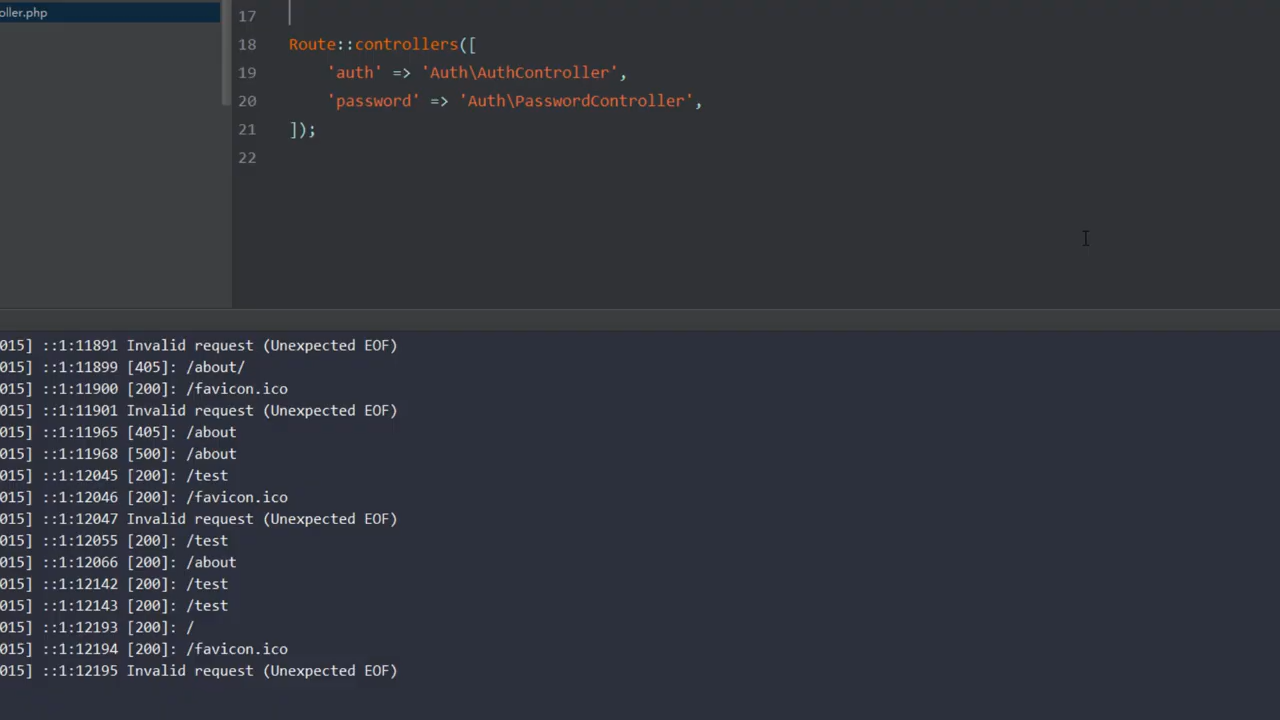 oller.php
17
18 Route::controllers([
19 'auth' => 'Auth\AuthController',
20 'password' => 'Auth\PasswordController',
21 ]);
22
015] ::1:11891 Invalid request (Unexpected EOF)
015] ::1:11899 [405]: /about/
015] ::1:11900 [200]: /favicon.ico
015] ::1:11901 Invalid request (Unexpected EOF)
015] ::1:11965 [405]: /about
015] ::1:11968 [500]: /about
015] ::1:12045 [200]: /test
015] ::1:12046 [200]: /favicon.ico
015] ::1:12047 Invalid request (Unexpected EOF)
015] ::1:12055 [200]: /test
015] ::1:12066 [200]: /about
015] ::1:12142 [200]: /test
015] ::1:12143 [200]: /test
015] ::1:12193 [200]: /
015] ::1:12194 [200]: /favicon.ico
015] ::1:12195 Invalid request (Unexpected EOF)